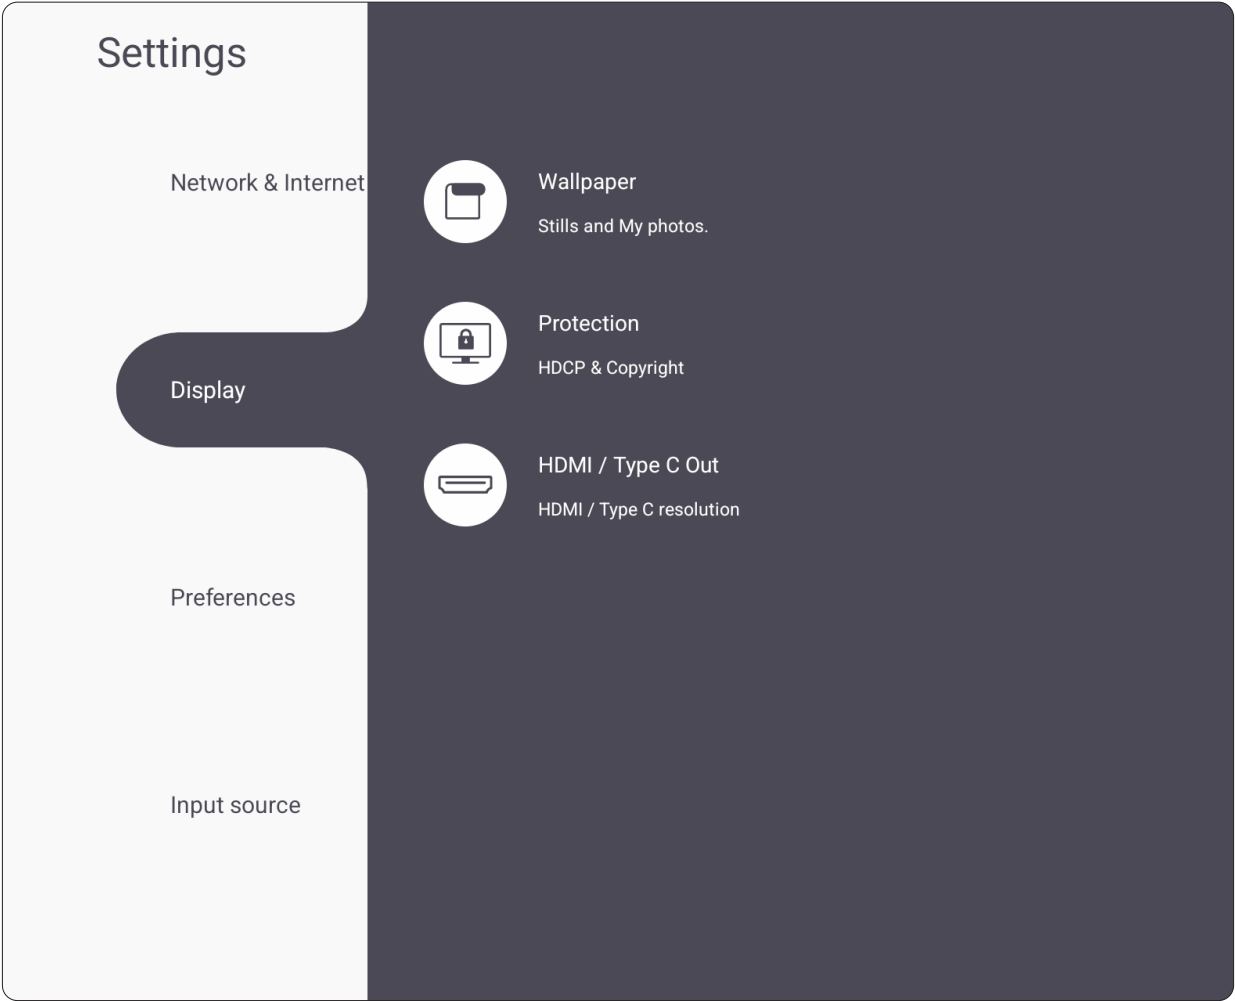 Settings
Network & Internet
Display
Preferences
Input source
Wallpaper
Stills and My photos.
Protection
HDCP & Copyright
HDMI / Type C Out
HDMI / Type C resolution